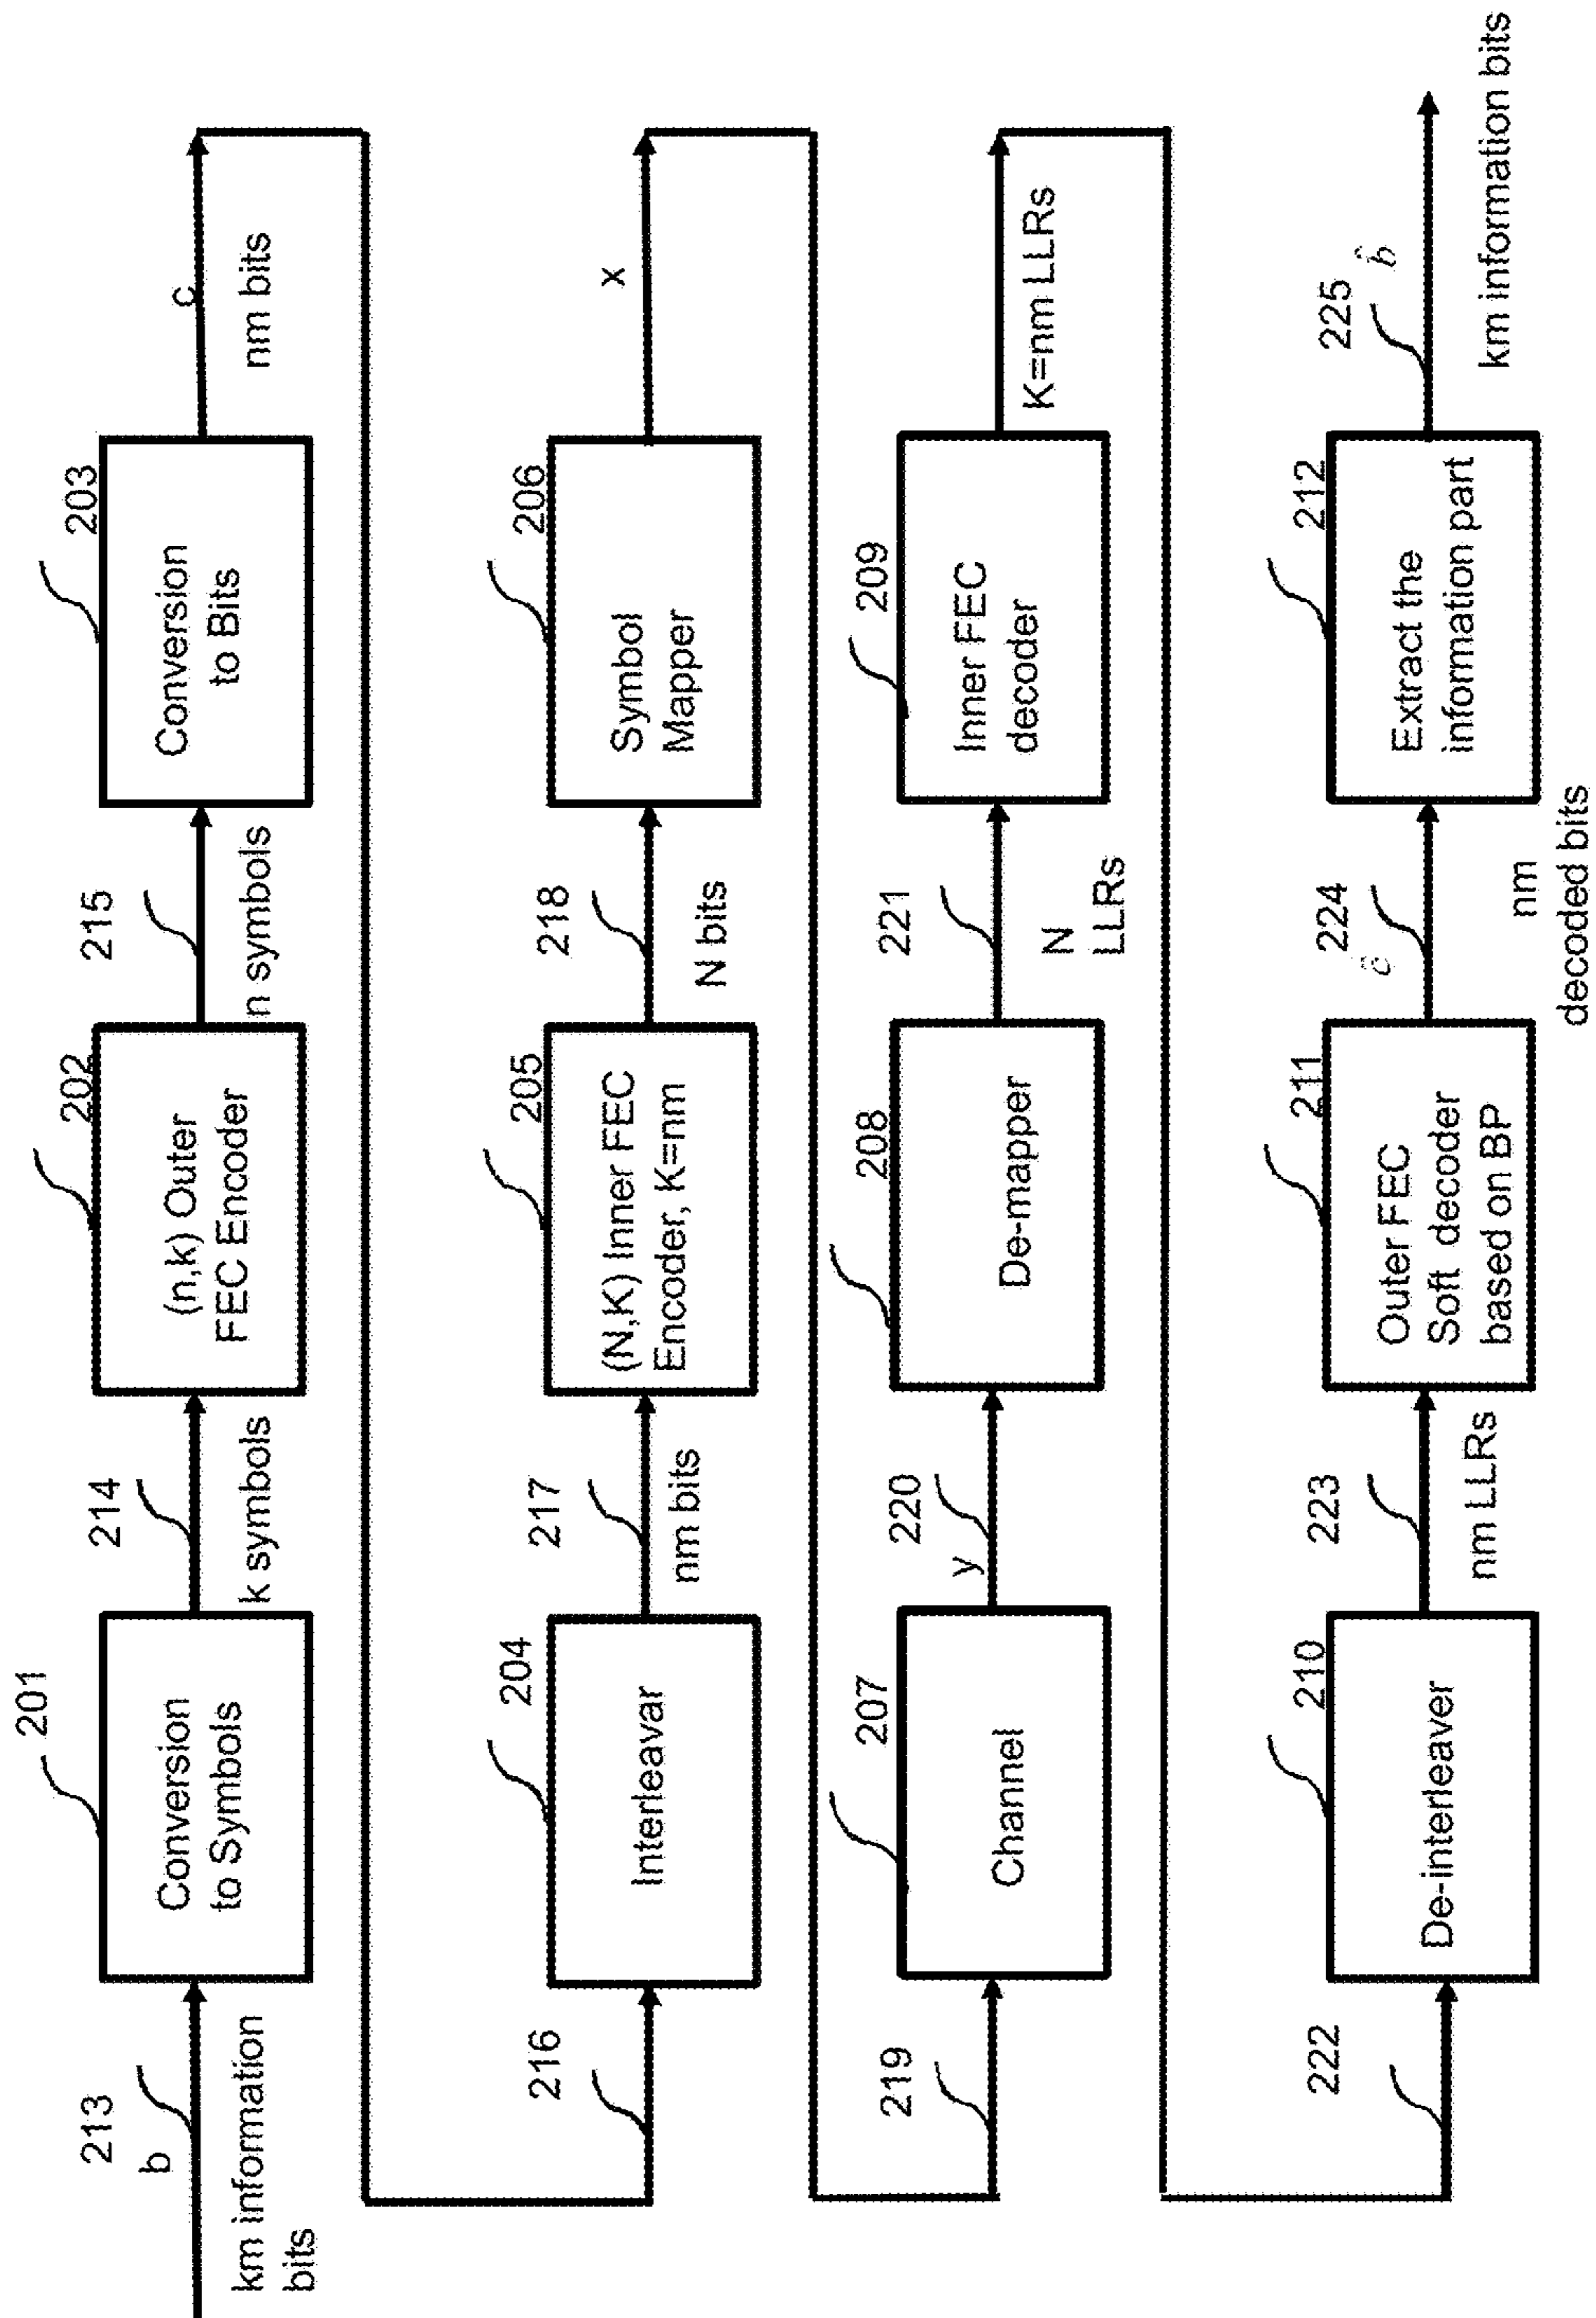 213
b
km information
bits
201
Conversion
to Symbols
214
k symbols
202
(n,k) Outer
FEC Encoder
215
n symbols
203
Conversion
to Bits
c
nm bits
216
204
Interleavar
217
nm bits
205
(N,K) Inner FEC
Encoder, K=nm
218
N bits
206
Symbol
Mapper
x
219
207
Channel
y
220
208
De-mapper
221
N
LLRs
209
Inner FEC
decoder
K=nm LLRs
222
210
De-interleaver
223
nm LLRs
211
Outer FEC
Soft decoder
based on BP
224
ĉ
nm
decoded bits
212
Extract the
information part
225
b̂
km information bits